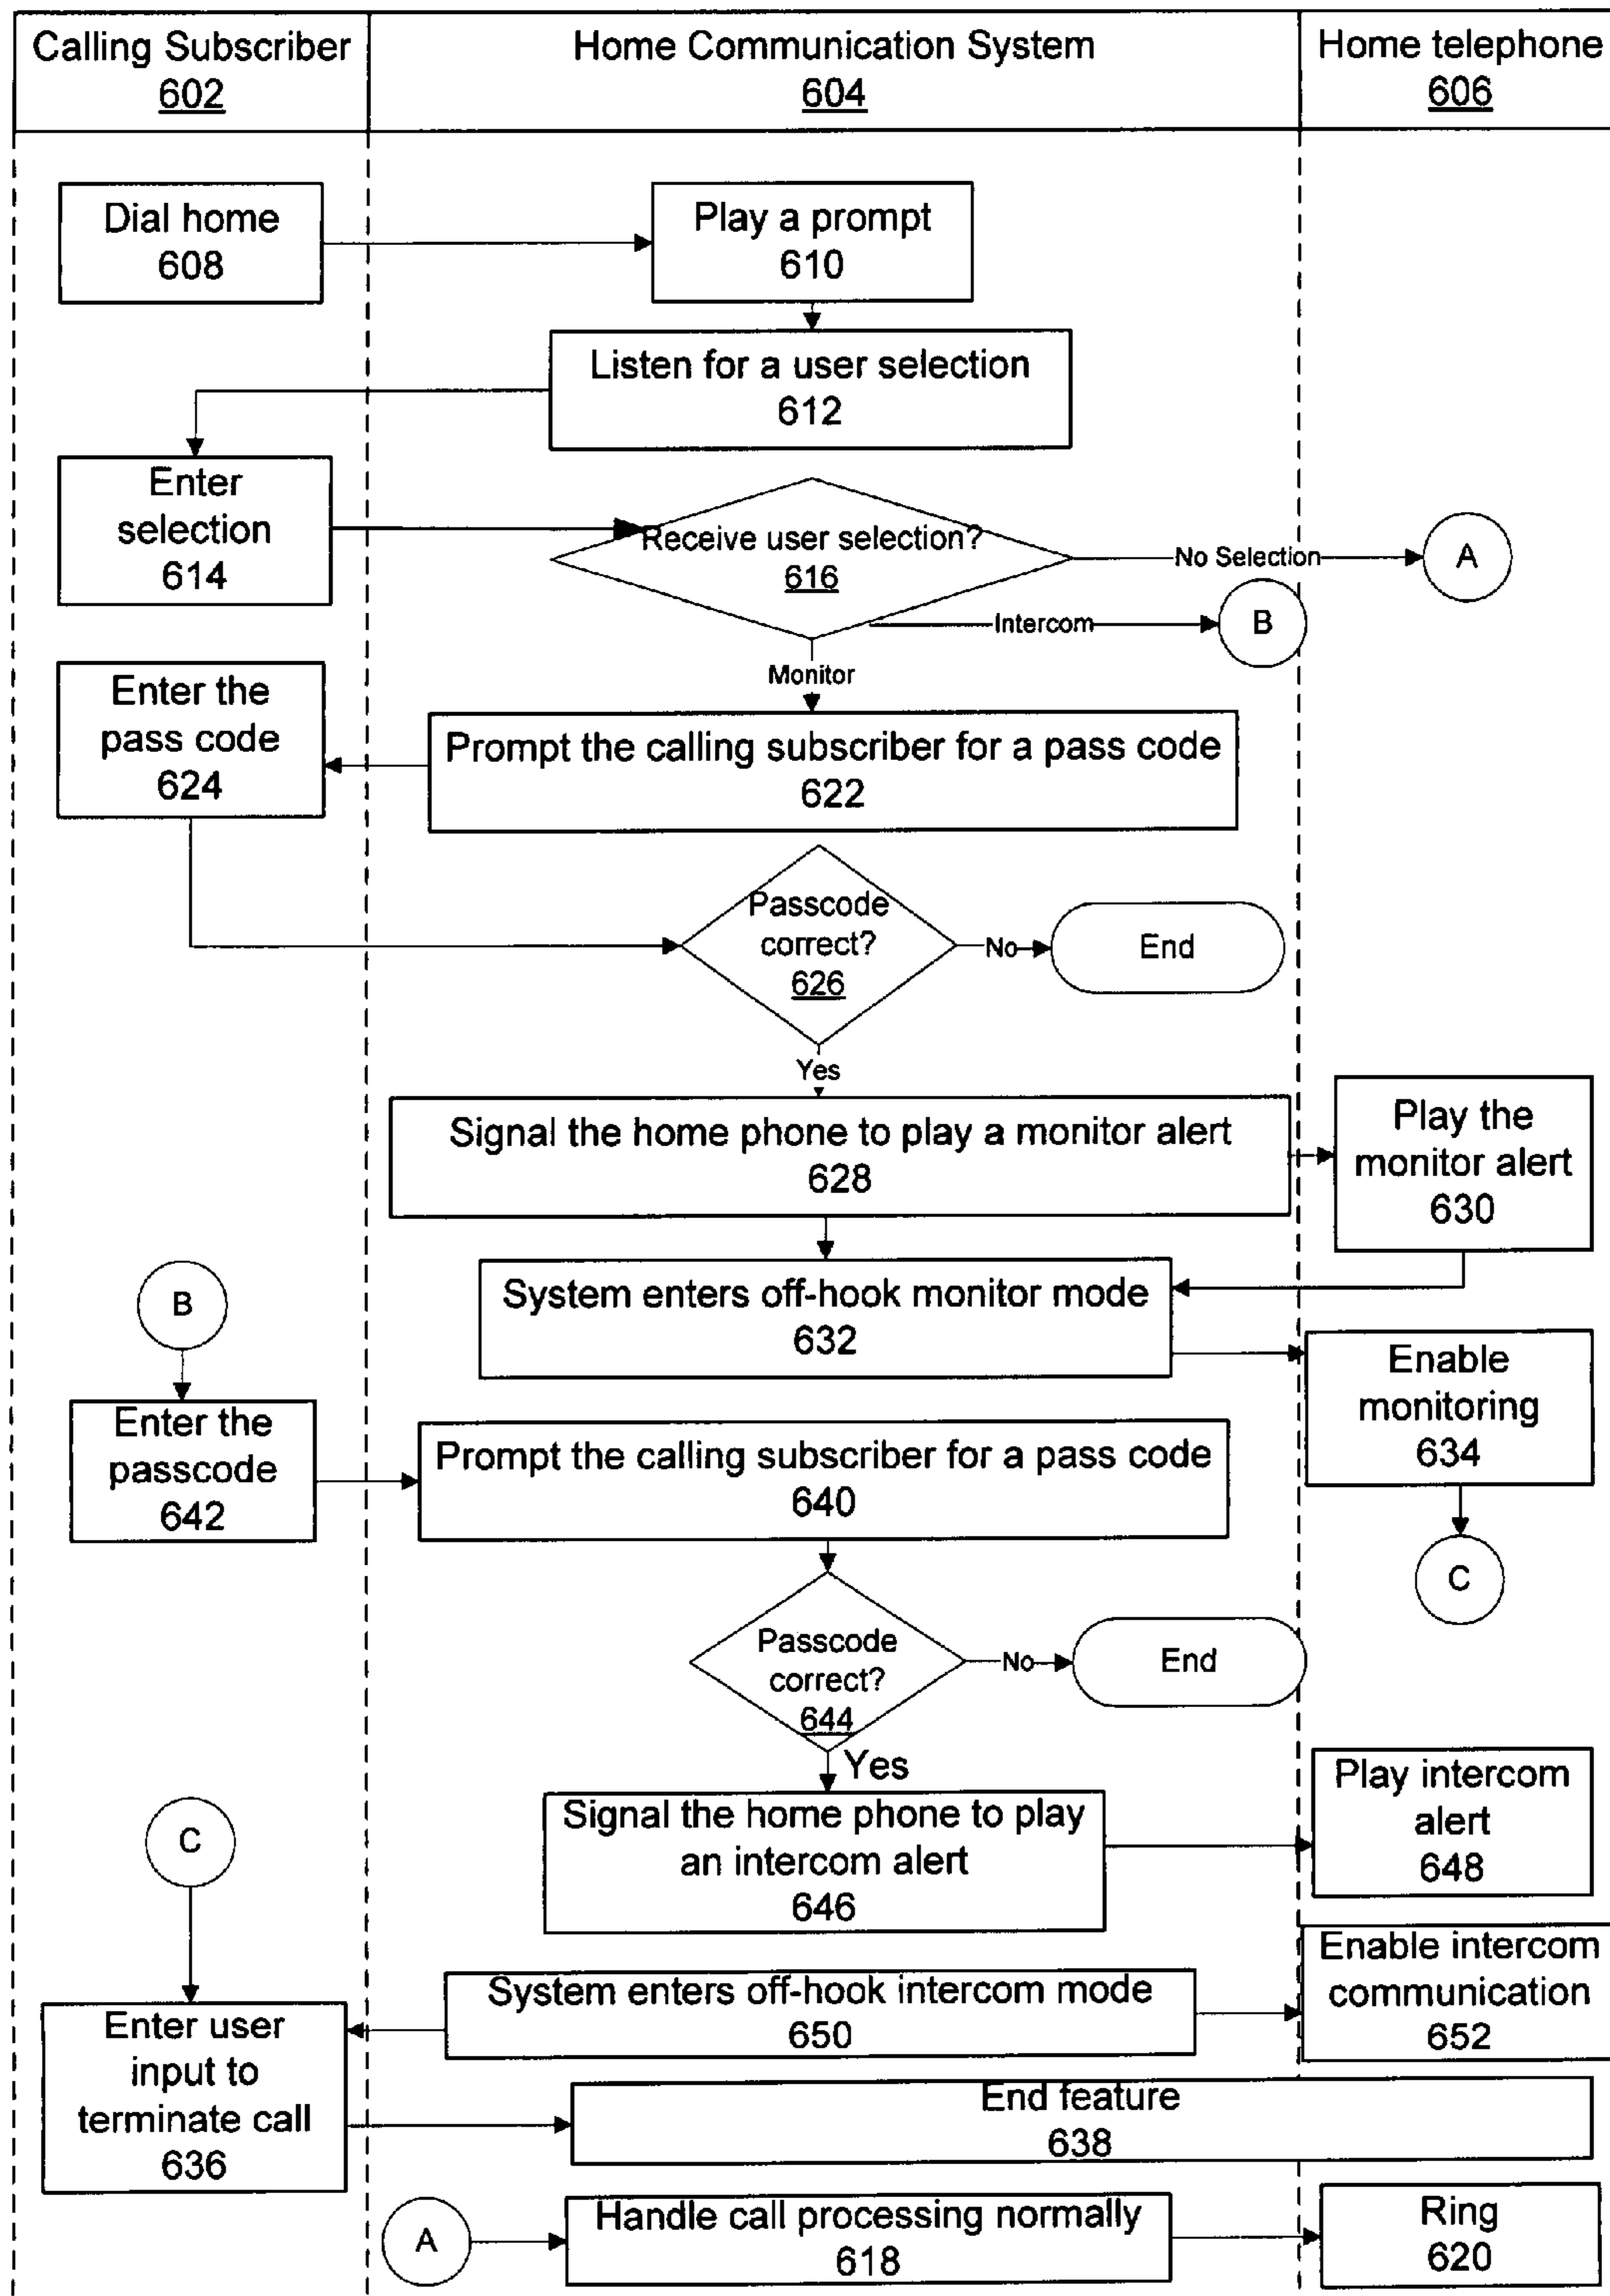 Calling Subscriber
602
Home Communication System
604
Home telephone
606
Dial home
608
Play a prompt
610
Listen for a user selection
612
Enter
selection
614
Receive user selection?
616
No Selection
A
Intercom
B
Monitor
Enter the
pass code
624
Prompt the calling subscriber for a pass code
622
Passcode
correct?
626
No
End
Yes
Signal the home phone to play a monitor alert
628
Play the
monitor alert
630
System enters off-hook monitor mode
632
B
Enable
monitoring
634
Enter the
passcode
642
Prompt the calling subscriber for a pass code
640
C
Passcode
correct?
644
No
End
Yes
Signal the home phone to play
an intercom alert
646
Play intercom
alert
648
C
System enters off-hook intercom mode
650
Enable intercom
communication
652
Enter user
input to
terminate call
636
End feature
638
A
Handle call processing normally
618
Ring
620